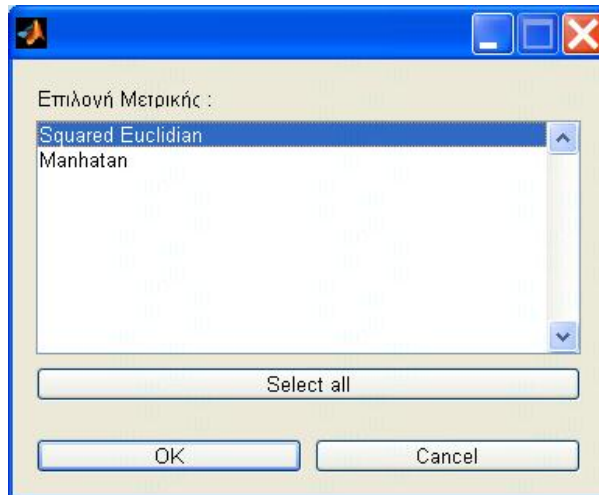 Επιλογή Μετρικής :
Squared Euclidian
Manhatan
Select all
OK
Cancel